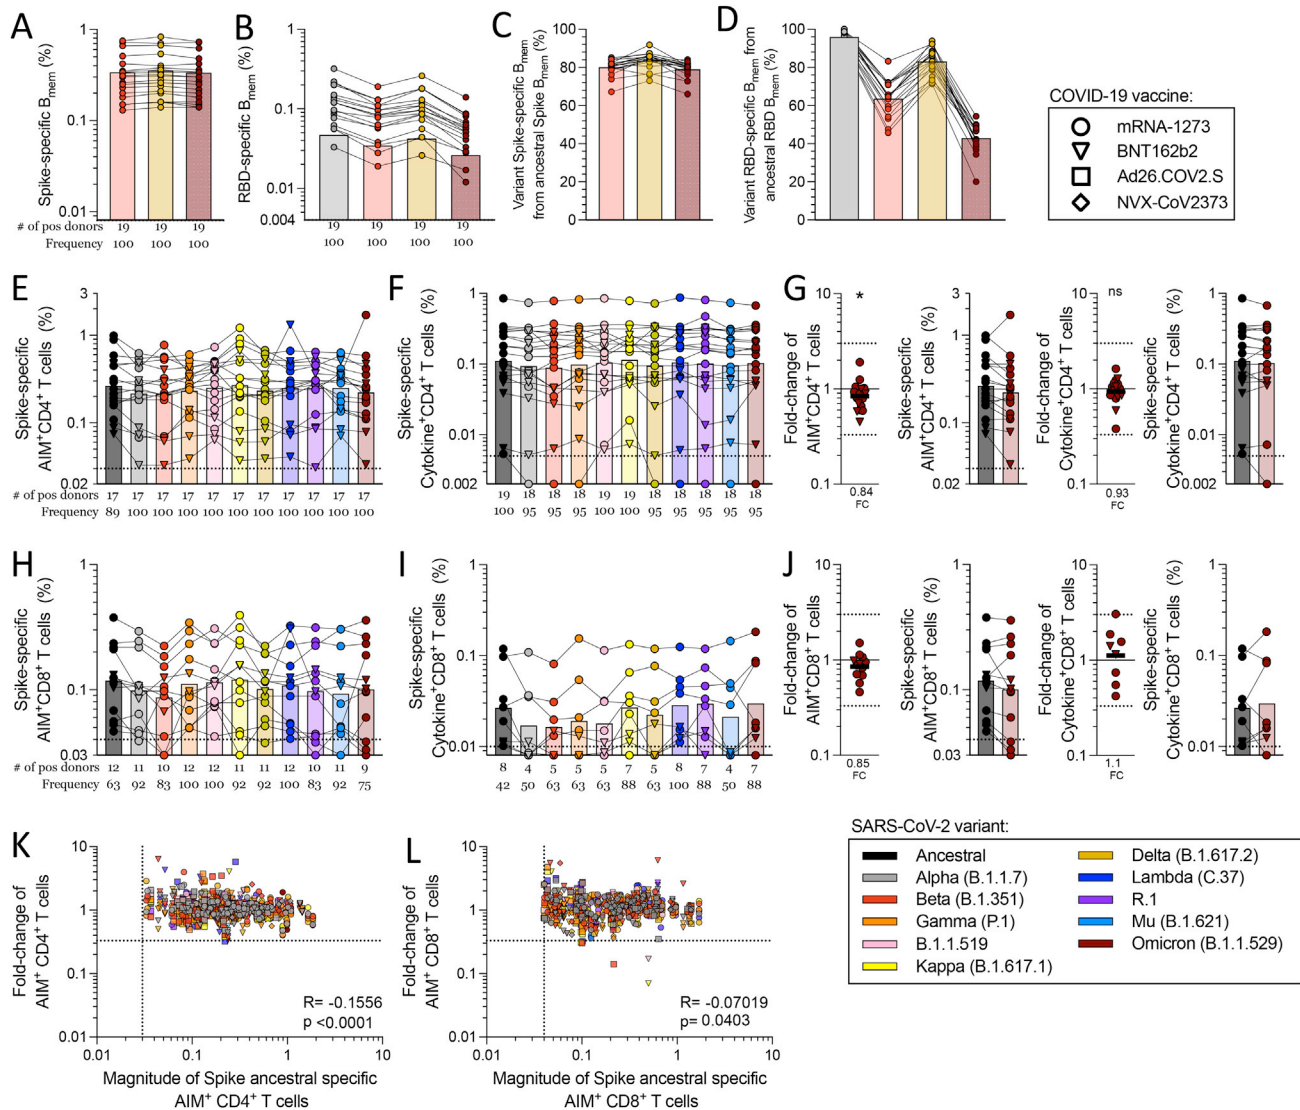 A
Spike-specific Bmem (%)
1
0.1
0.01
# of pos donors 19 19 19
Frequency 100 100 100
B
RBD-specific Bmem (%)
1
0.1
0.01
0.004
19 19 19 19
100 100 100 100
C
Variant Spike-specific Bmem
from ancestral Spike Bmem (%)
100
80
60
40
20
0
D
Variant RBD-specific Bmem from
ancestral RBD Bmem (%)
100
80
60
40
20
0
COVID-19 vaccine:
mRNA-1273
BNT162b2
Ad26.COV2.S
NVX-CoV2373
E
Spike-specific
AIM+CD4+ T cells (%)
3
1
0.1
0.02
# of pos donors 17 17 17 17 17 17 17 17 17 17 17
Frequency 89 100 100 100 100 100 100 100 100 100 100
F
Spike-specific
Cytokine+CD4+ T cells (%)
1
0.1
0.01
0.002
19 18 18 18 19 19 18 18 18 18 18
100 95 95 95 100 100 95 95 95 95 95
G
Fold-change of
AIM+CD4+ T cells
10
1
0.1
*
0.84
FC
Spike-specific
AIM+CD4+ T cells (%)
3
1
0.1
0.02
Fold-change of
Cytokine+CD4+ T cells
10
1
0.1
ns
0.93
FC
Spike-specific
Cytokine+CD4+ T cells (%)
1
0.1
0.01
0.002
H
Spike-specific
AIM+CD8+ T cells (%)
1
0.1
0.03
# of pos donors 12 11 10 12 12 11 11 12 10 11 9
Frequency 63 92 83 100 100 92 92 100 83 92 75
I
Spike-specific
Cytokine+CD8+ T cells (%)
1
0.1
0.01
8 4 5 5 5 7 5 8 7 4 7
42 50 63 63 63 88 63 100 88 50 88
J
Fold-change of
AIM+CD8+ T cells
10
1
0.1
0.85
FC
Spike-specific
AIM+CD8+ T cells (%)
1
0.1
0.03
Fold-change of
Cytokine+CD8+ T cells
10
1
0.1
1.1
FC
Spike-specific
Cytokine+CD8+ T cells (%)
1
0.1
0.01
K
Fold-change of
AIM+ CD4+ T cells
10
1
0.1
0.01
R= -0.1556
p <0.0001
0.01 0.1 1 10
Magnitude of Spike ancestral specific
AIM+ CD4+ T cells
L
Fold-change of
AIM+ CD8+ T cells
10
1
0.1
0.01
R= -0.07019
p= 0.0403
0.01 0.1 1 10
Magnitude of Spike ancestral specific
AIM+ CD8+ T cells
SARS-CoV-2 variant:
Ancestral
Alpha (B.1.1.7)
Beta (B.1.351)
Gamma (P.1)
B.1.1.519
Kappa (B.1.617.1)
Delta (B.1.617.2)
Lambda (C.37)
R.1
Mu (B.1.621)
Omicron (B.1.1.529)